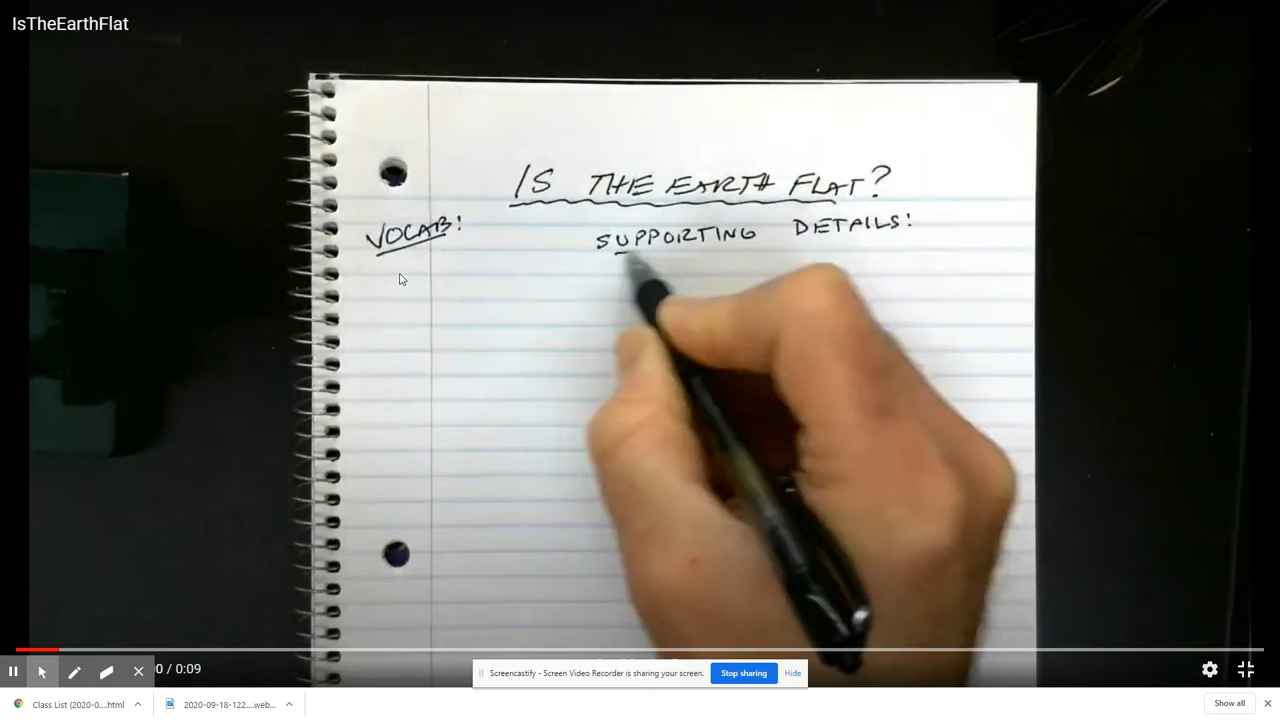 IsTheEarthFlat
IS THE EARTH FLAT?
VOCAB:
SUPPORTING DETAILS:
0 / 0:09
Screencastify - Screen Video Recorder is sharing your screen.
Stop sharing
Hide
Class List (2020-0....html
2020-09-18-122....web...
Show all